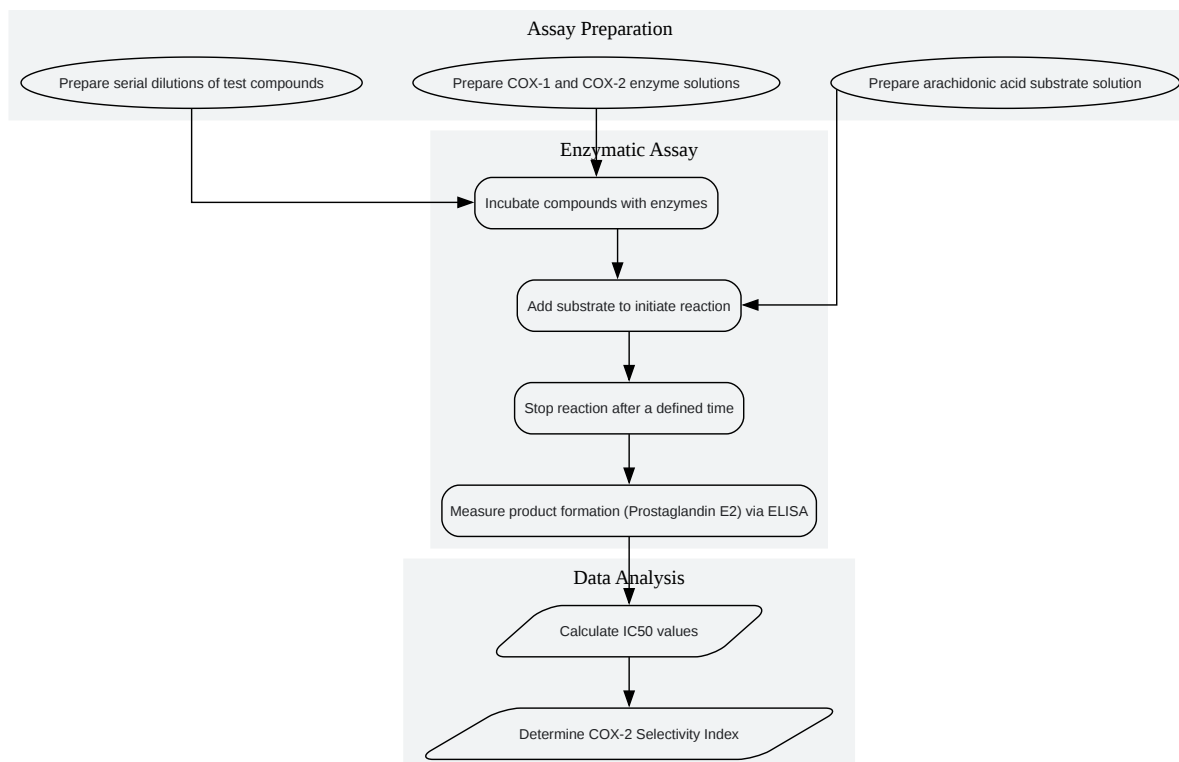 Assay Preparation
Prepare serial dilutions of test compounds
Prepare COX-1 and COX-2 enzyme solutions
Prepare arachidonic acid substrate solution
Enzymatic Assay
Incubate compounds with enzymes
Add substrate to initiate reaction
Stop reaction after a defined time
Measure product formation (Prostaglandin E2) via ELISA
Data Analysis
Calculate IC50 values
Determine COX-2 Selectivity Index